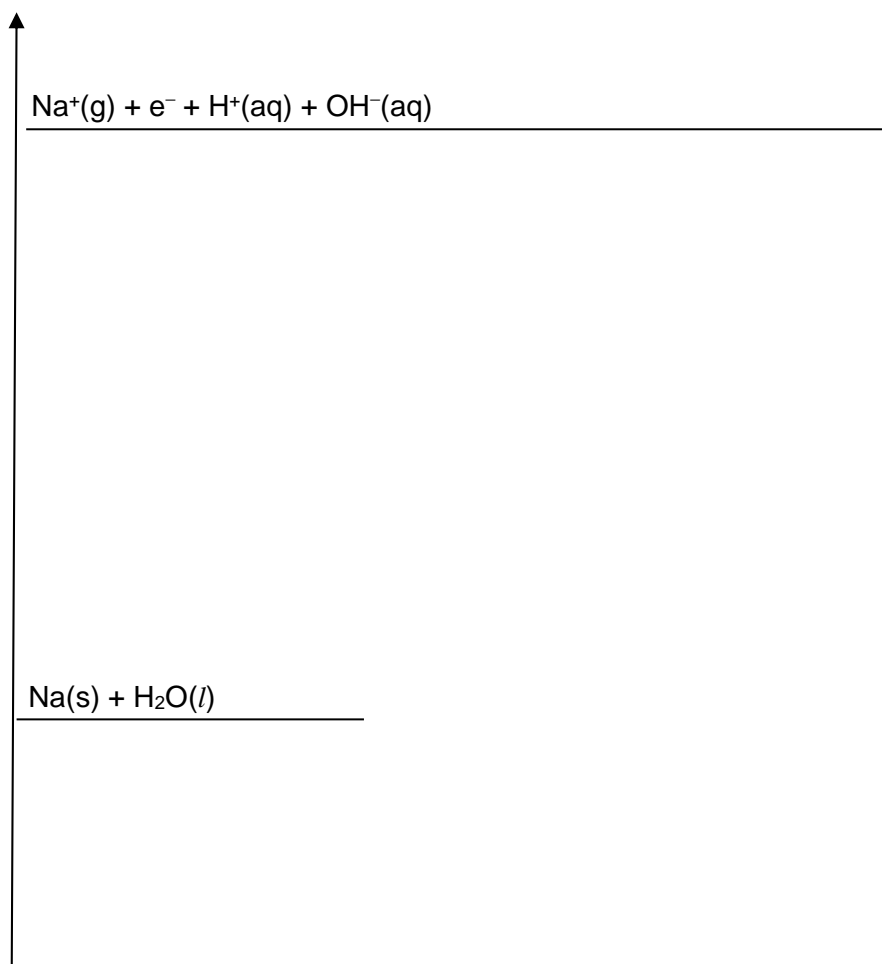 Na⁺(g) + e⁻ + H⁺(aq) + OH⁻(aq)
Na(s) + H₂O(l)